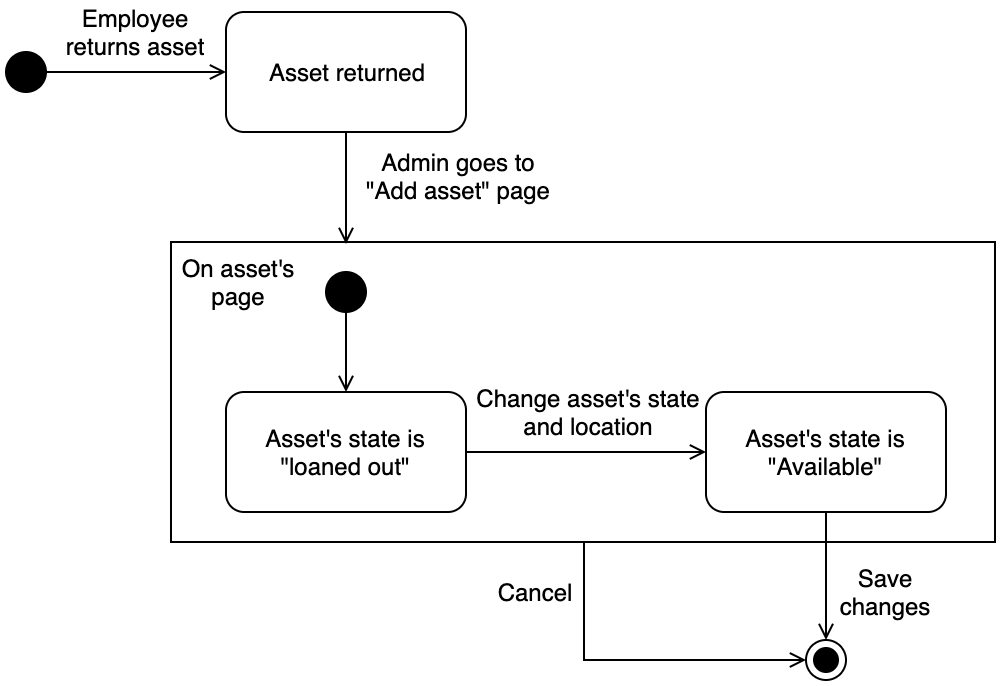 Employee
returns asset
Asset returned
Admin goes to
"Add asset" page
On asset's
page
Change asset's state
and location
Asset's state is
"loaned out"
Asset's state is
"Available"
Cancel
Save
changes